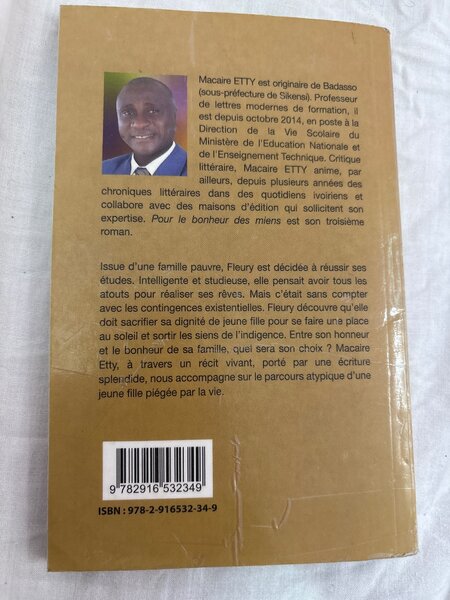 Macaire ETTY est originaire de Badasso
(sous-préfecture de Sikensi). Professeur
de lettres modernes de formation, il
est depuis octobre 2014, en poste à la
Direction de la Vie Scolaire du
Ministère de l'Education Nationale et
de l'Enseignement Technique. Critique
littéraire, Macaire ETTY anime, par
ailleurs, depuis plusieurs années des
chroniques littéraires dans des quotidiens ivoiriens et
collabore avec des maisons d'édition qui sollicitent son
expertise. Pour le bonheur des miens est son troisième
roman.
Issue d'une famille pauvre, Fleury est décidée à réussir ses
études. Intelligente et studieuse, elle pensait avoir tous les
atouts pour réaliser ses rêves. Mais c'était sans compter
avec les contingences existentielles. Fleury découvre qu'elle
doit sacrifier sa dignité de jeune fille pour se faire une place
au soleil et sortir les siens de l'indigence. Entre son honneur
et le bonheur de sa famille, quel sera son choix ? Macaire
Etty, à travers un récit vivant, porté par une écriture
splendide, nous accompagne sur le parcours atypique d'une
jeune fille piégée par la vie.
9 782916 532349
ISBN : 978-2-916532-34-9